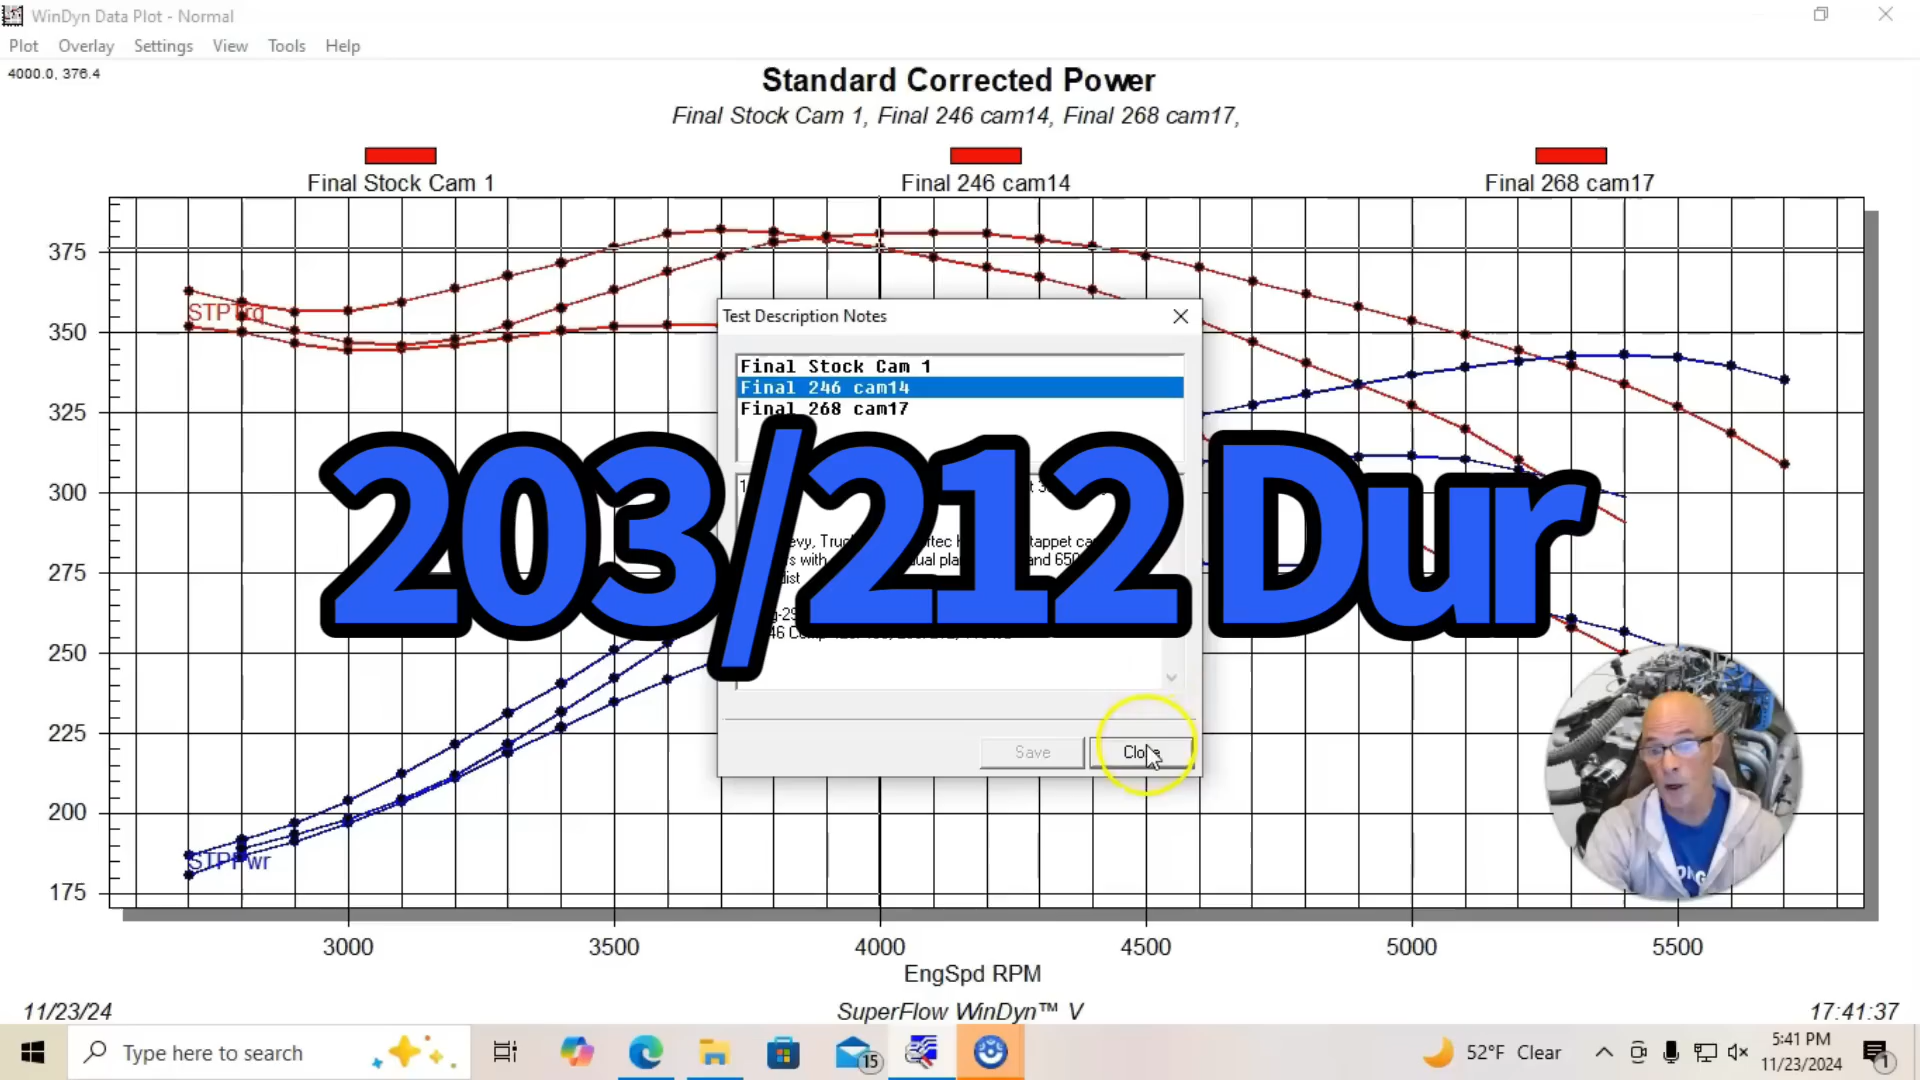 WinDyn Data Plot - Normal
Plot Overlay Settings View Tools Help
4000.0, 376.4
Standard Corrected Power
Final Stock Cam 1, Final 246 cam14, Final 268 cam17,
Final Stock Cam 1 Final 246 cam14 Final 268 cam17
375
350
325
300
275
250
225
200
175
STPTrq
STPPwr
Test Description Notes
Final Stock Cam 1
Final 246 cam14
Final 268 cam17
203/212 Dur
Save Close
3000 3500 4000 4500 5000 5500
EngSpd RPM
11/23/24 SuperFlow WinDyn™ V 17:41:37
Type here to search
15
52°F Clear
5:41 PM
11/23/2024
1